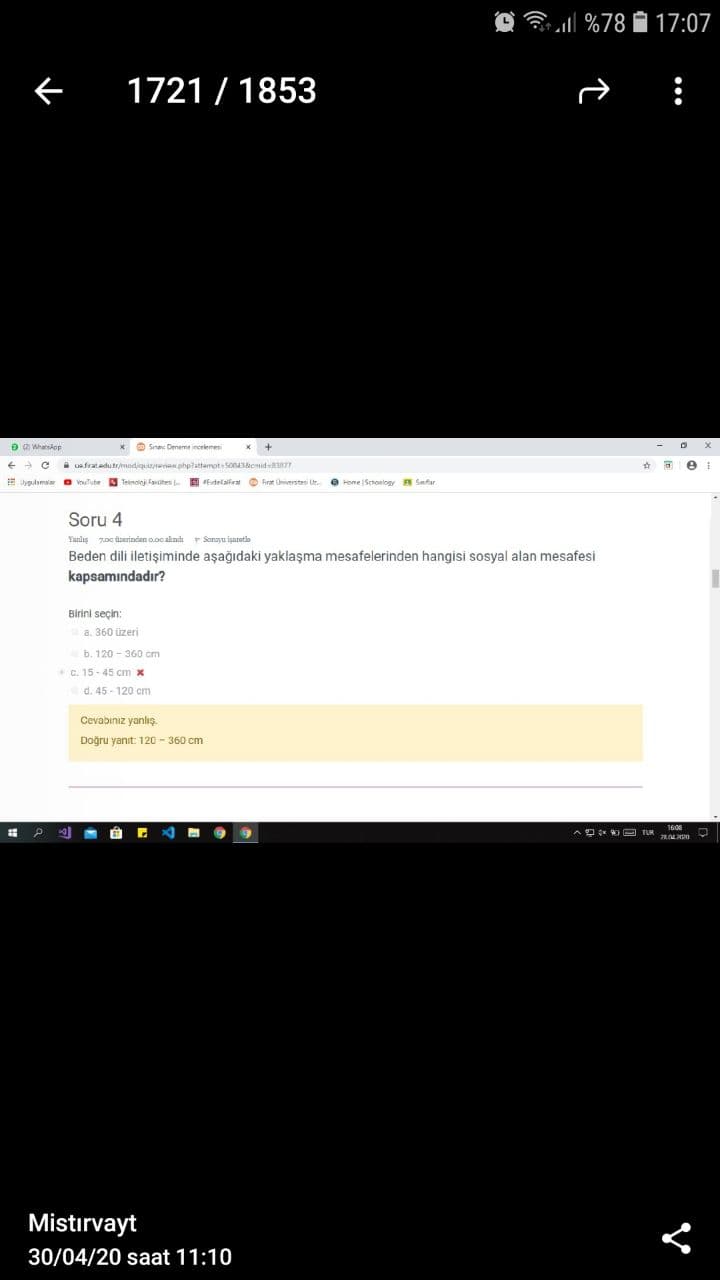 %78 17:07
1721 / 1853
(2) WhatsApp
Sınav: Deneme incelemesi
ue.firat.edu.tr/mod/quiz/review.php?attempt=50843&cmid=83877
Uygulamalar YouTube Teknoloji Fakültesi (... #EvdeKalFırat Fırat Üniversitesi Uz... Home | Schoology Sınıflar
Soru 4
Yanlış 7,00 üzerinden 0,00 alındı Soruyu işaretle
Beden dili iletişiminde aşağıdaki yaklaşma mesafelerinden hangisi sosyal alan mesafesi
kapsamındadır?
Birini seçin:
a. 360 üzeri
b. 120 – 360 cm
c. 15 - 45 cm
d. 45 - 120 cm
Cevabınız yanlış.
Doğru yanıt: 120 – 360 cm
TUR
16:08
28.04.2020
Mistırvayt
30/04/20 saat 11:10